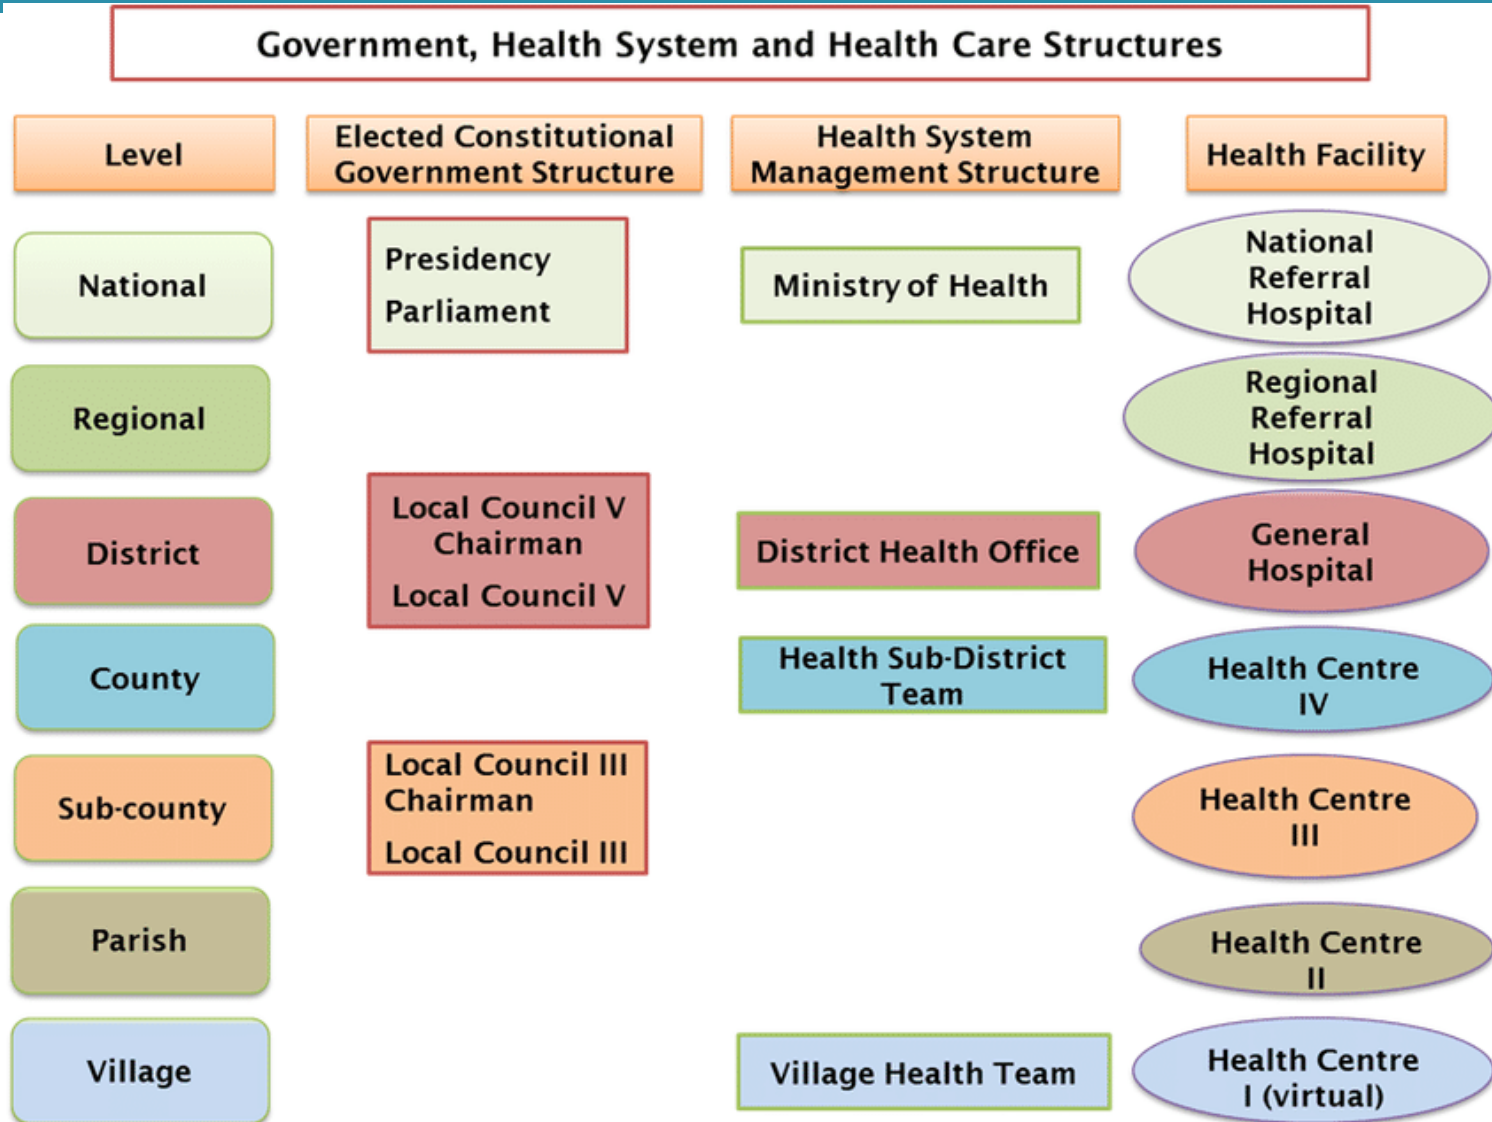 Government, Health System and Health Care Structures
Level
Elected Constitutional
Government Structure
Health System
Management Structure
Health Facility
National
Presidency
Parliament
Ministry of Health
National
Referral
Hospital
Regional
Regional
Referral
Hospital
District
Local Council V
Chairman
Local Council V
District Health Office
General
Hospital
County
Health Sub-District
Team
Health Centre
IV
Sub-county
Local Council III
Chairman
Local Council III
Health Centre
III
Parish
Health Centre
II
Village
Village Health Team
Health Centre
I (virtual)